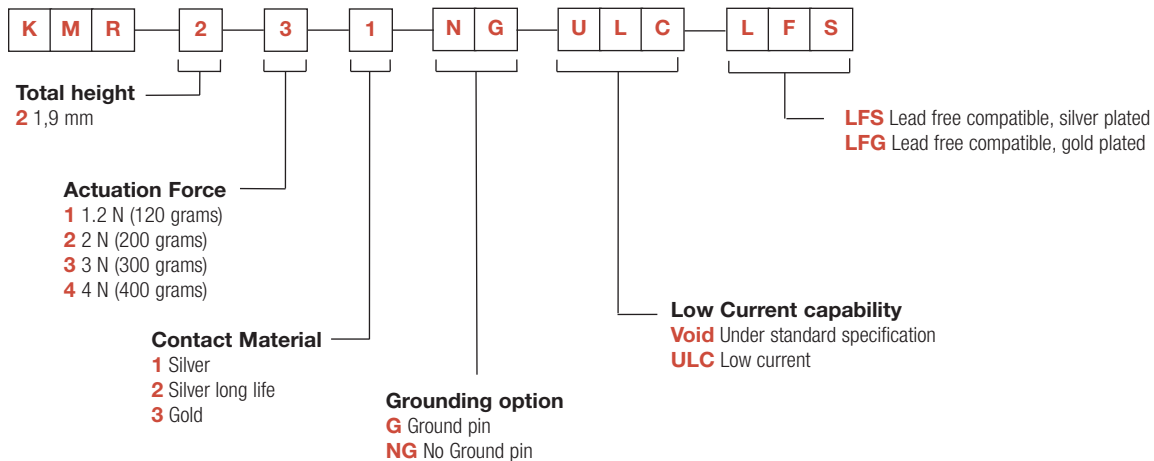 K M R 2 3 1 N G U L C L F S
Total height
2 1,9 mm
LFS Lead free compatible, silver plated
LFG Lead free compatible, gold plated
Actuation Force
1 1.2 N (120 grams)
2 2 N (200 grams)
3 3 N (300 grams)
4 4 N (400 grams)
Contact Material
1 Silver
2 Silver long life
3 Gold
Grounding option
G Ground pin
NG No Ground pin
Low Current capability
Void Under standard specification
ULC Low current